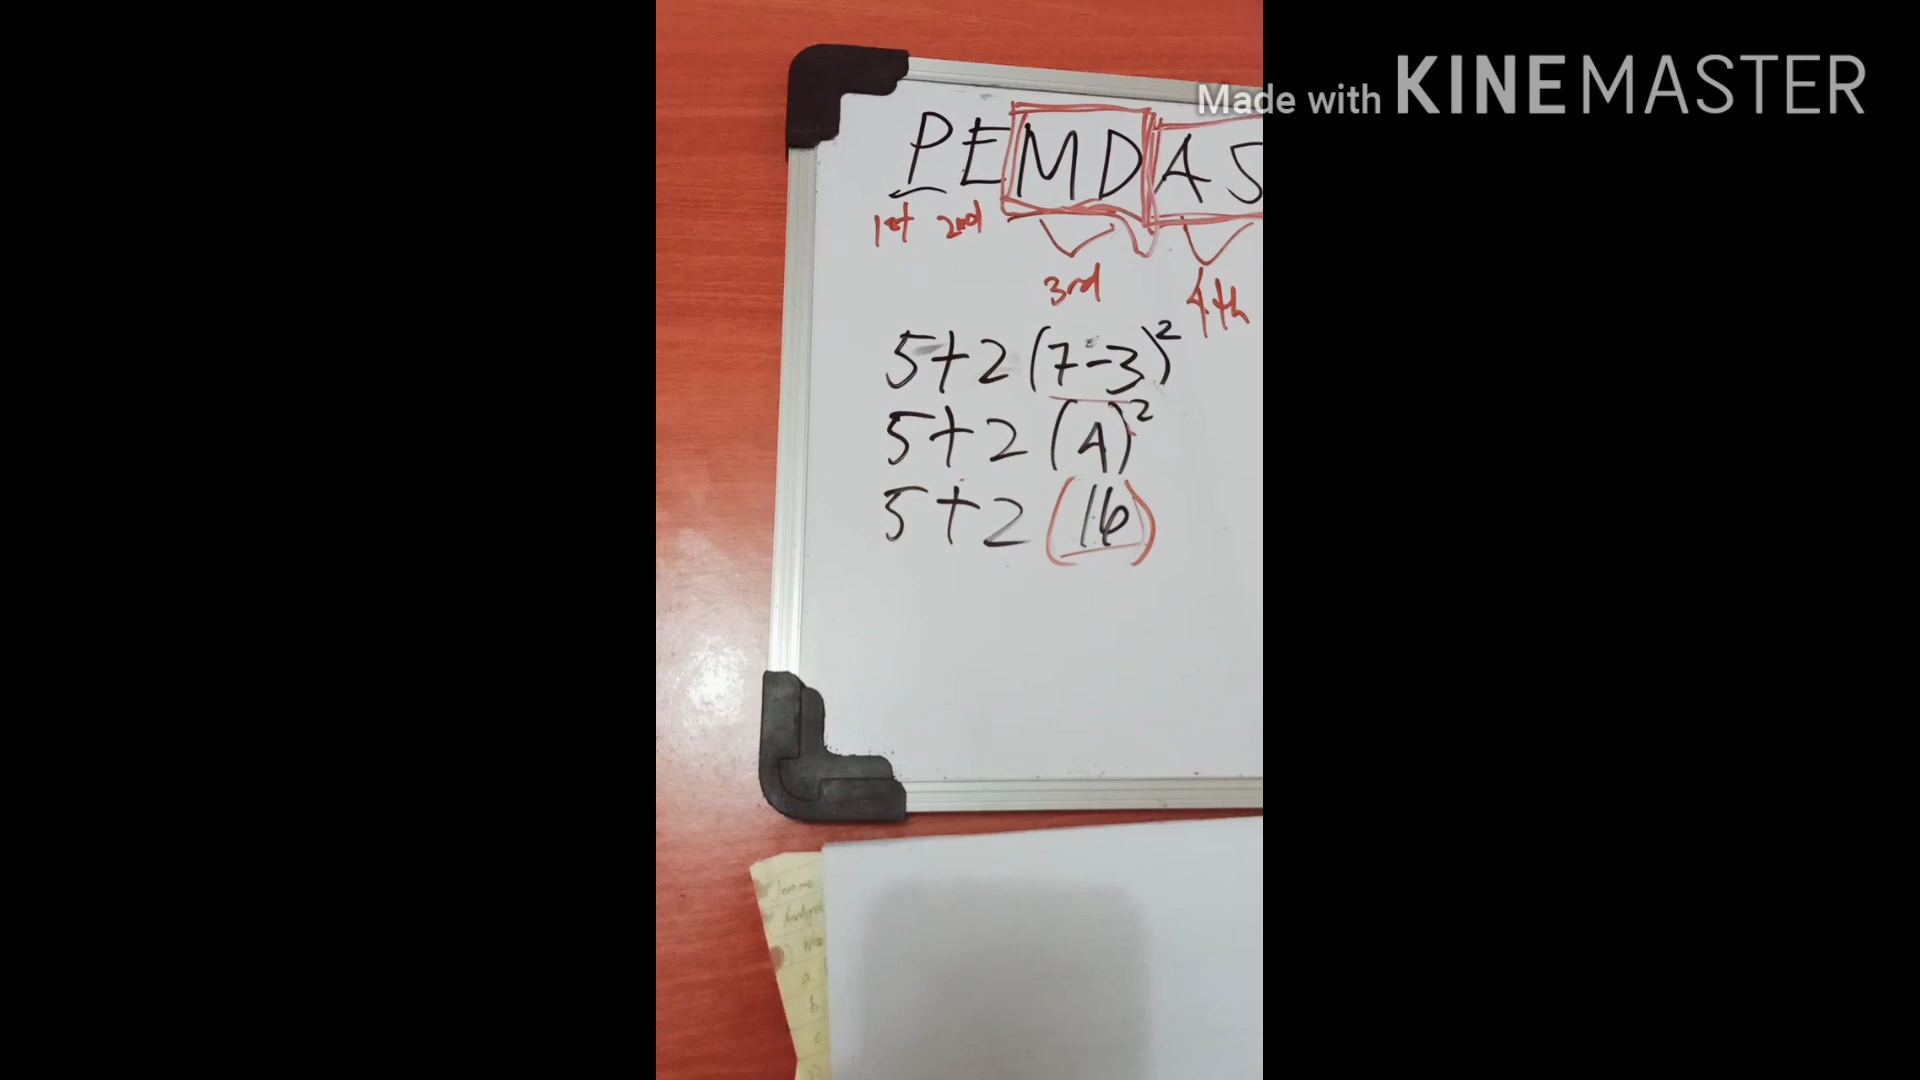 Made with KINEMASTER
PEMDAS
1st 2nd
3rd 4th
5+2(7-3)²
5+2(4)²
5+2(16)
a
b
c